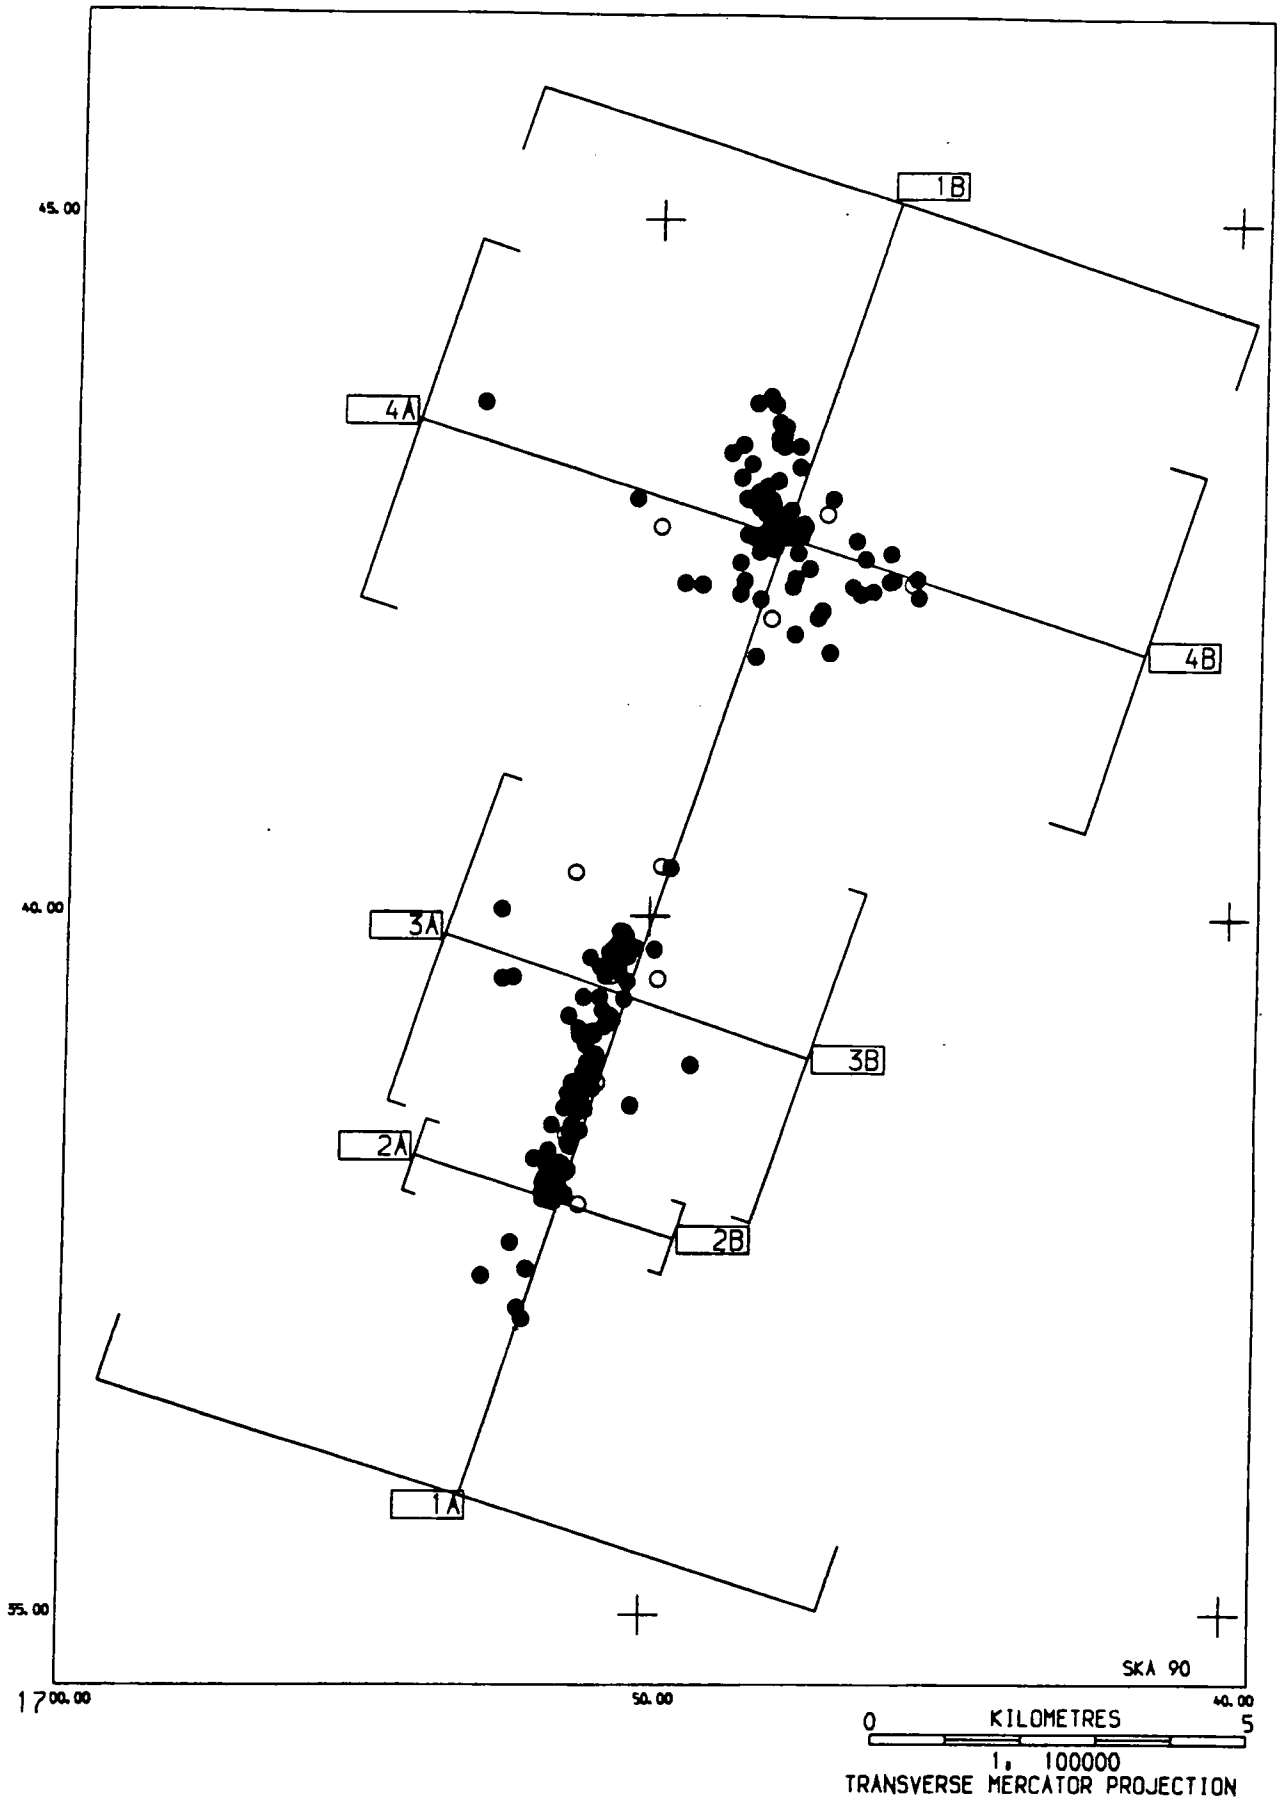 1B
45.00
4A
4B
40.00
3A
3B
2A
2B
1A
35.00
SKA 90
17 00.00 50.00 40.00
0 KILOMETRES 5
1, 100000
TRANSVERSE MERCATOR PROJECTION